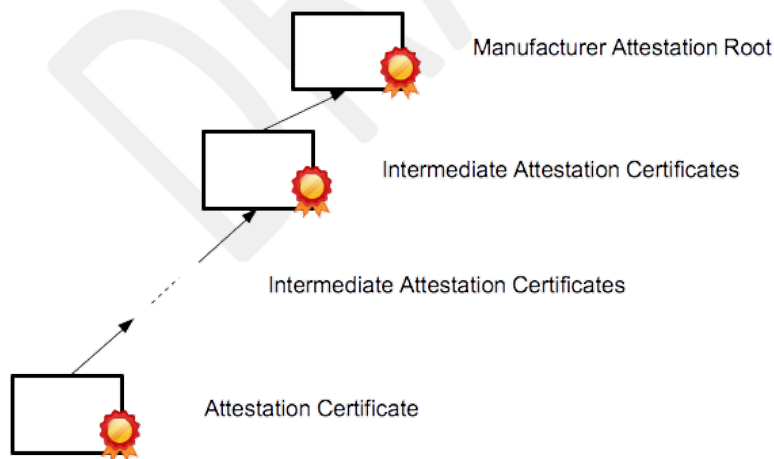 Manufacturer Attestation Root
Intermediate Attestation Certificates
Intermediate Attestation Certificates
Attestation Certificate